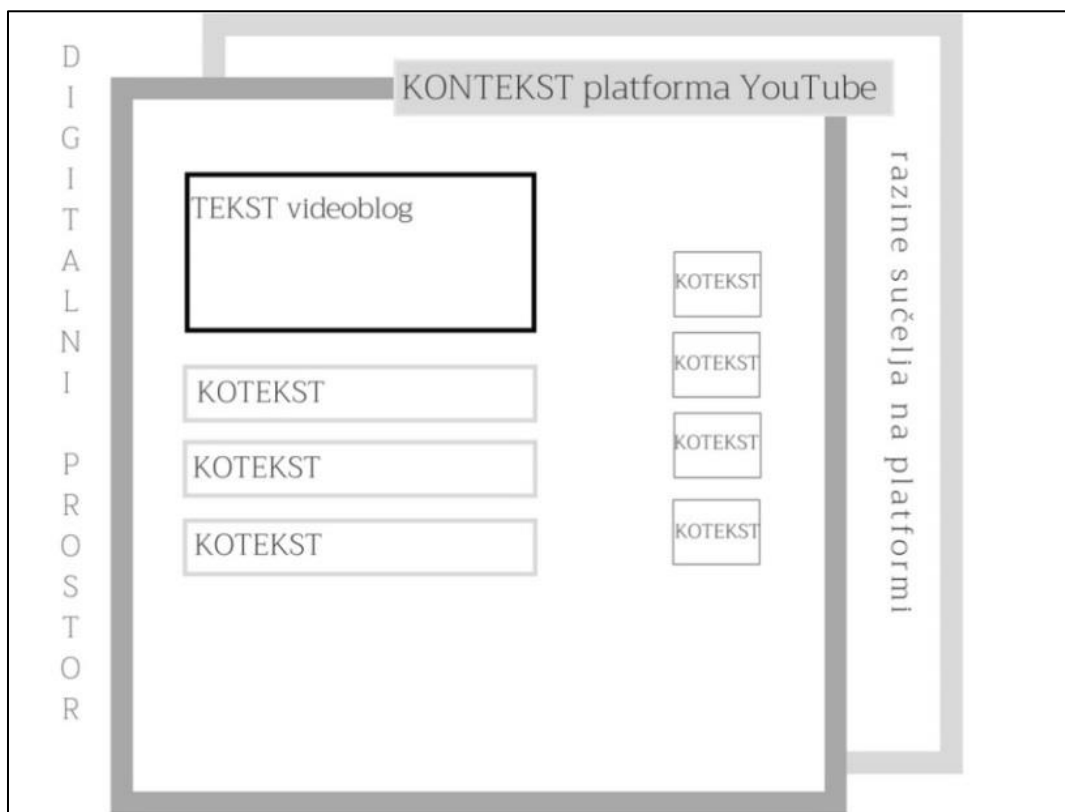 DIGITALNI PROSTOR
KONTEKST platforma YouTube
TEKST videoblog
KOTEKST
KOTEKST
KOTEKST
KOTEKST
KOTEKST
KOTEKST
KOTEKST
razine sučelja na platformi